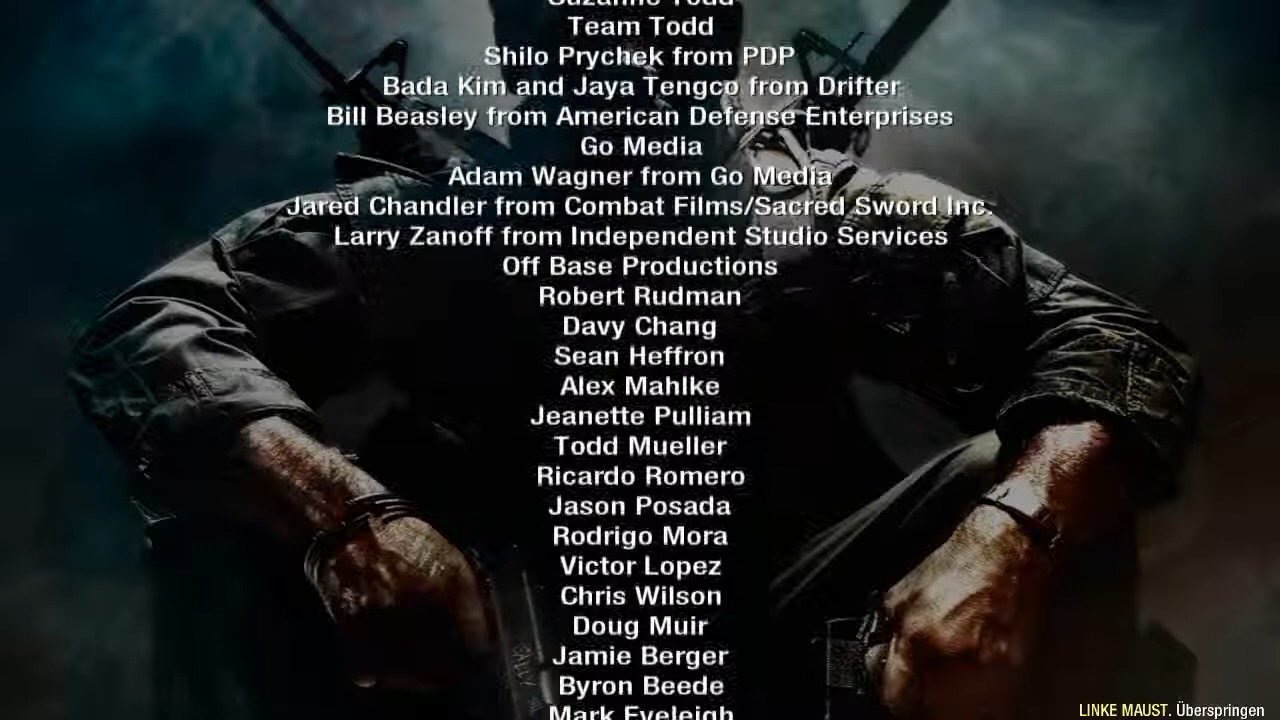 Suzanne Todd
Team Todd
Shilo Prychek from PDP
Bada Kim and Jaya Tengco from Drifter
Bill Beasley from American Defense Enterprises
Go Media
Adam Wagner from Go Media
Jared Chandler from Combat Films/Sacred Sword Inc.
Larry Zanoff from Independent Studio Services
Off Base Productions
Robert Rudman
Davy Chang
Sean Heffron
Alex Mahlke
Jeanette Pulliam
Todd Mueller
Ricardo Romero
Jason Posada
Rodrigo Mora
Victor Lopez
Chris Wilson
Doug Muir
Jamie Berger
Byron Beede
Mark Eveleigh
LINKE MAUST. Überspringen